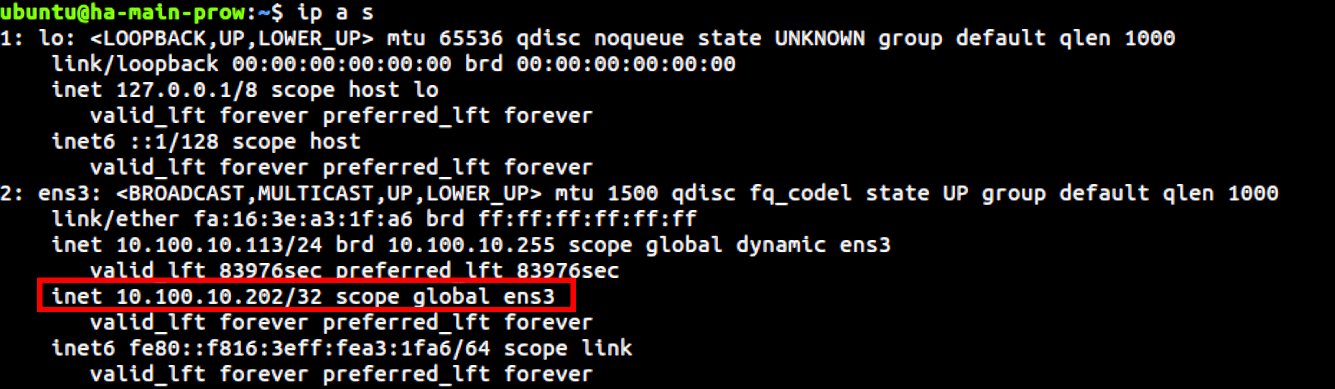 ubuntu@ha-main-prow:~$ ip a s
1: lo: <LOOPBACK,UP,LOWER_UP> mtu 65536 qdisc noqueue state UNKNOWN group default qlen 1000
    link/loopback 00:00:00:00:00:00 brd 00:00:00:00:00:00
    inet 127.0.0.1/8 scope host lo
       valid_lft forever preferred_lft forever
    inet6 ::1/128 scope host
       valid_lft forever preferred_lft forever
2: ens3: <BROADCAST,MULTICAST,UP,LOWER_UP> mtu 1500 qdisc fq_codel state UP group default qlen 1000
    link/ether fa:16:3e:a3:1f:a6 brd ff:ff:ff:ff:ff:ff
    inet 10.100.10.113/24 brd 10.100.10.255 scope global dynamic ens3
       valid_lft 83976sec preferred_lft 83976sec
    inet 10.100.10.202/32 scope global ens3
       valid_lft forever preferred_lft forever
    inet6 fe80::f816:3eff:fea3:1fa6/64 scope link
       valid_lft forever preferred_lft forever